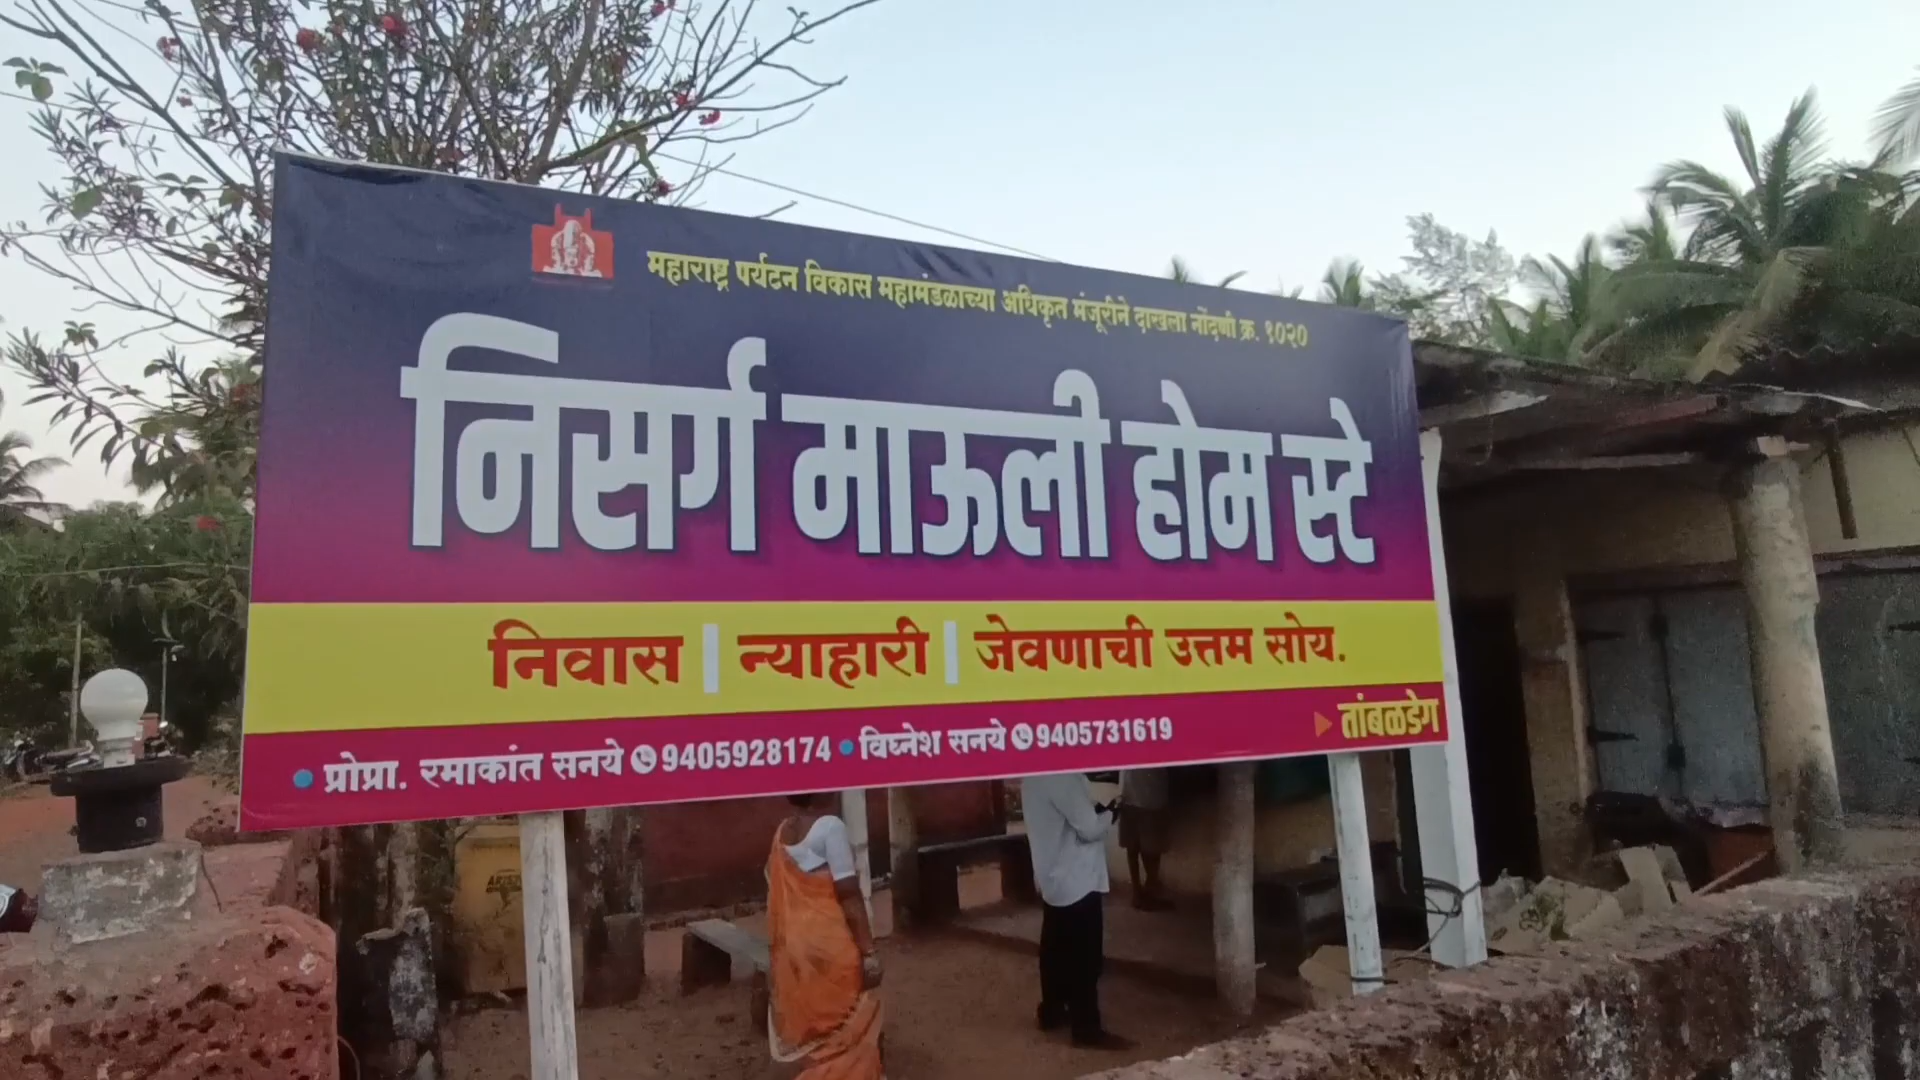 महाराष्ट्र पर्यटन विकास महामंडळाच्या अधिकृत मंजूरीने दाखला नोंदणी क्र. १०२०
निसर्ग माऊली होम स्टे
निवास | न्याहारी | जेवणाची उत्तम सोय.
प्रोप्रा. रमाकांत सनये 9405928174 • विघ्नेश सनये 9405731619
तांबळडेग